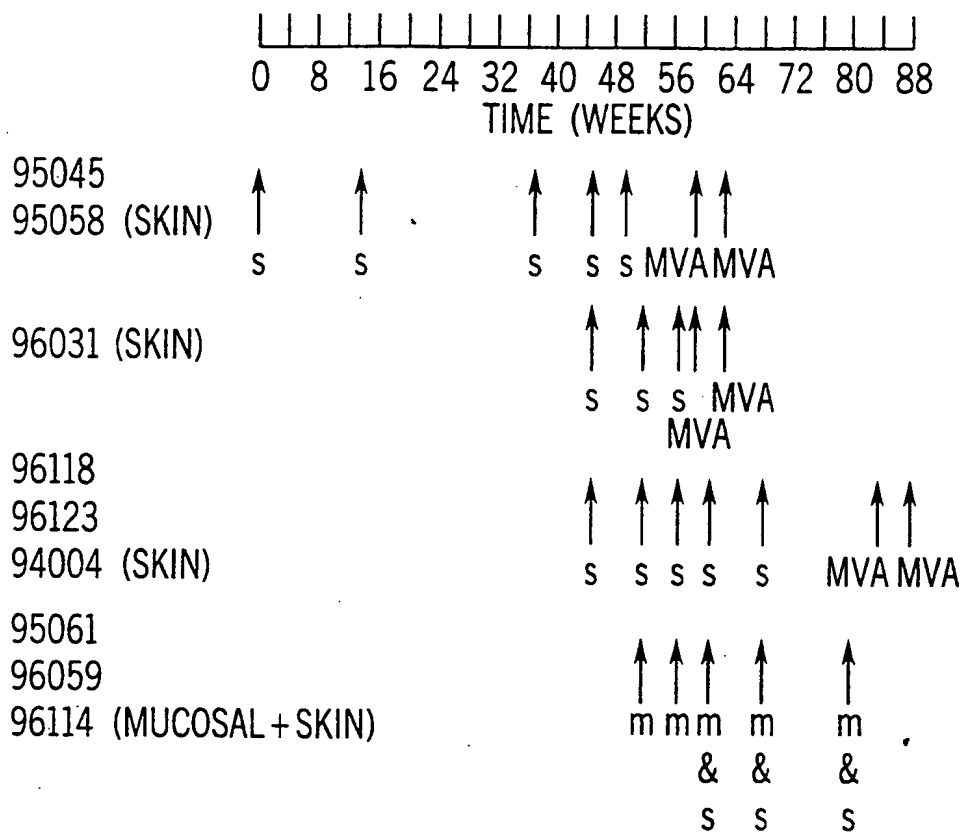 0 8 16 24 32 40 48 56 64 72 80 88
TIME (WEEKS)
95045
95058 (SKIN)
s s s s s MVA MVA
96031 (SKIN)
s s s MVA
MVA
96118
96123
94004 (SKIN)
s s s s s MVA MVA
95061
96059
96114 (MUCOSAL + SKIN)
m m m m m
& & &
s s s